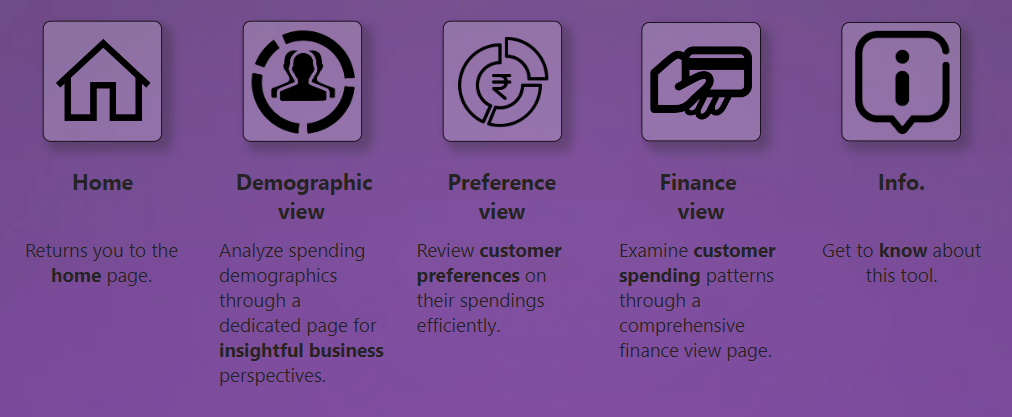 ₹
Home
Demographic
view
Preference
view
Finance
view
Info.
Returns you to the
home page.
Analyze spending
demographics
through a
dedicated page for
insightful business
perspectives.
Review customer
preferences on
their spendings
efficiently.
Examine customer
spending patterns
through a
comprehensive
finance view page.
Get to know about
this tool.